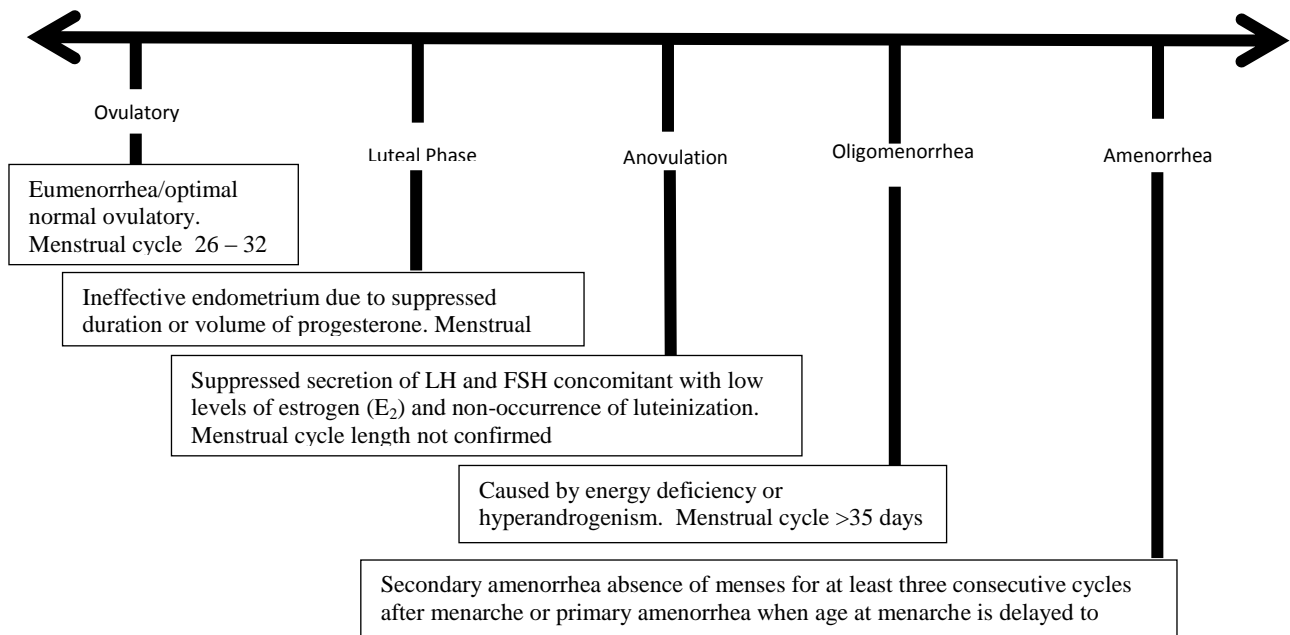 Ovulatory
Luteal Phase
Anovulation
Oligomenorrhea
Amenorrhea
Eumenorrhea/optimal
normal ovulatory.
Menstrual cycle 26 – 32
Ineffective endometrium due to suppressed
duration or volume of progesterone. Menstrual
Suppressed secretion of LH and FSH concomitant with low
levels of estrogen (E₂) and non-occurrence of luteinization.
Menstrual cycle length not confirmed
Caused by energy deficiency or
hyperandrogenism. Menstrual cycle >35 days
Secondary amenorrhea absence of menses for at least three consecutive cycles
after menarche or primary amenorrhea when age at menarche is delayed to